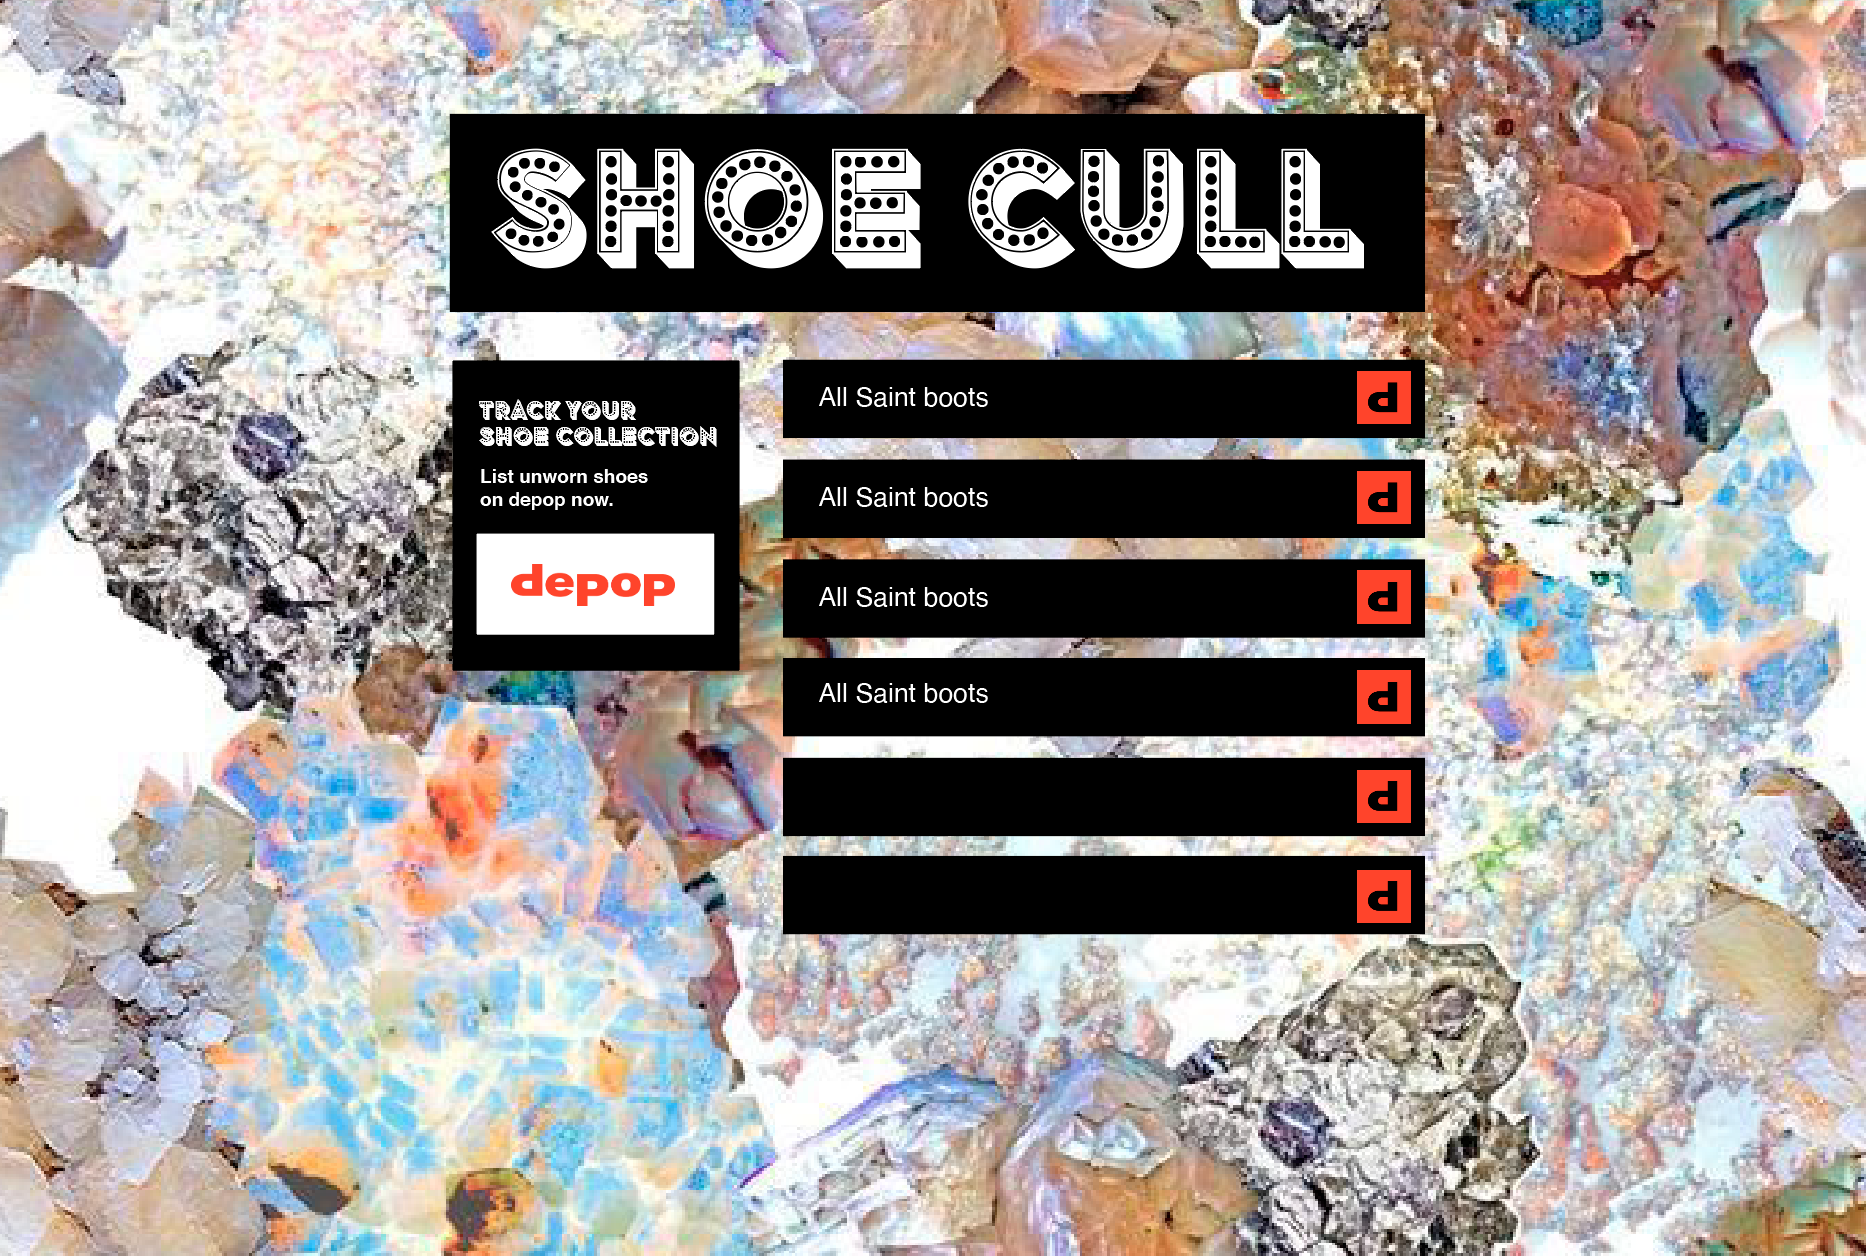 SHOE CULL
TRACK YOUR
SHOE COLLECTION
List unworn shoes
on depop now.
depop
All Saint boots
d
All Saint boots
d
All Saint boots
d
All Saint boots
d
d
d